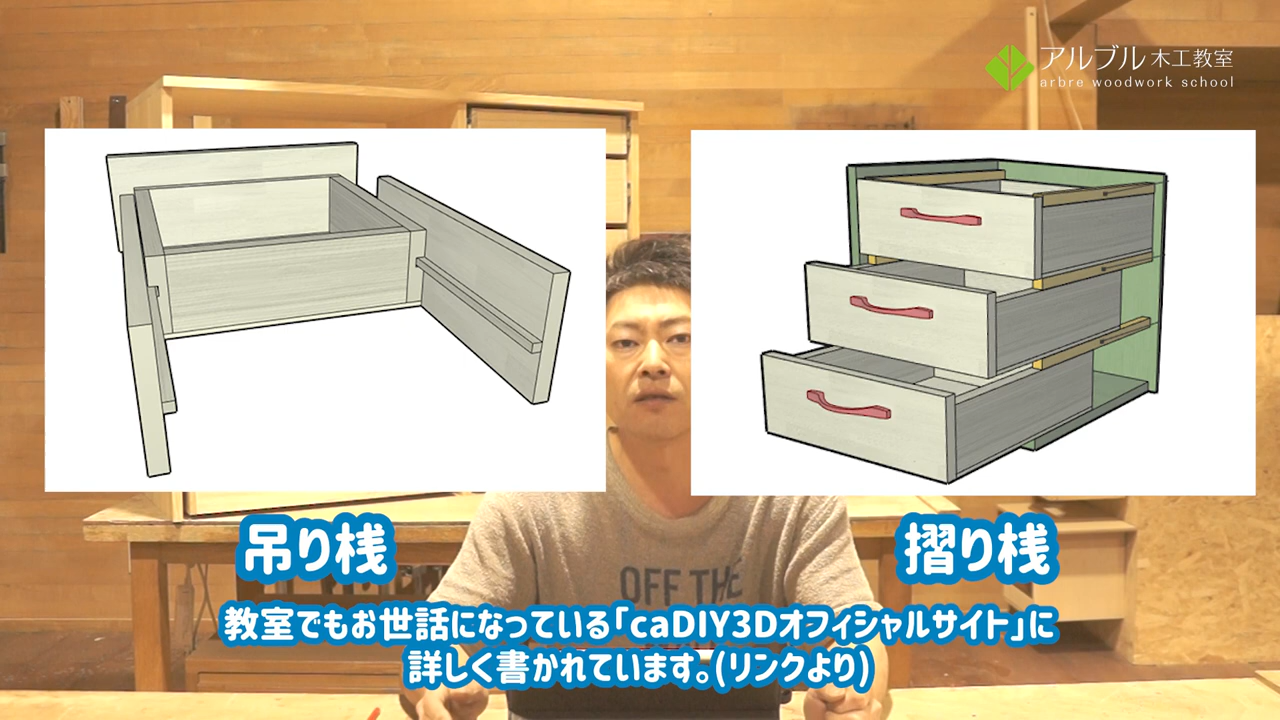 アルブル 木工教室
arbre woodwork school
吊り桟
摺り桟
OFF THE
教室でもお世話になっている「caDIY3Dオフィシャルサイト」に
詳しく書かれています。(リンクより)